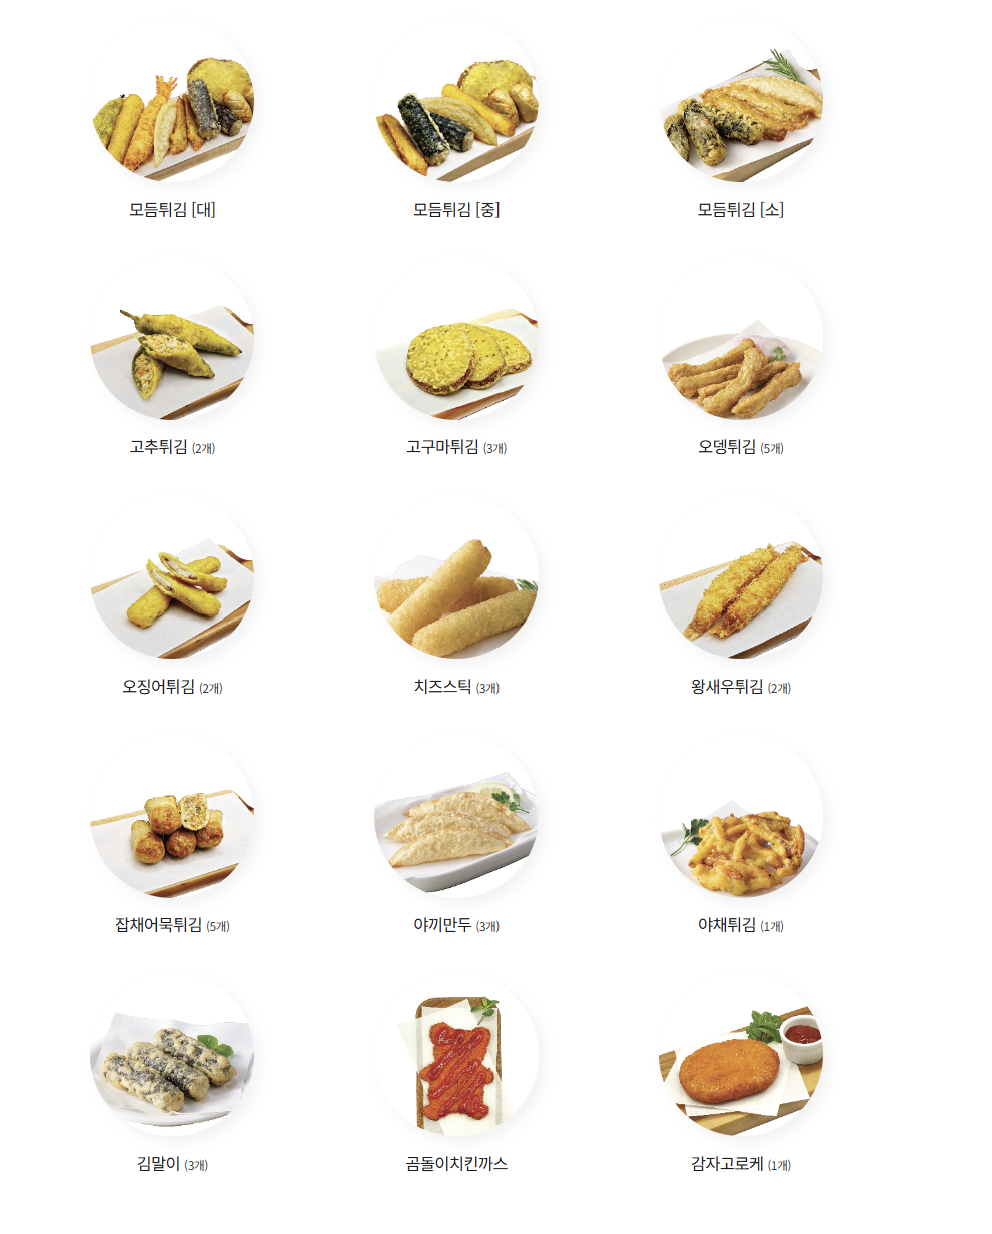 모듬튀김 [대]
모듬튀김 [중]
모듬튀김 [소]
고추튀김 (2개)
고구마튀김 (3개)
오뎅튀김 (5개)
오징어튀김 (2개)
치즈스틱 (3개)
왕새우튀김 (2개)
잡채어묵튀김 (5개)
야끼만두 (3개)
야채튀김 (1개)
김말이 (3개)
곰돌이치킨까스
감자고로케 (1개)